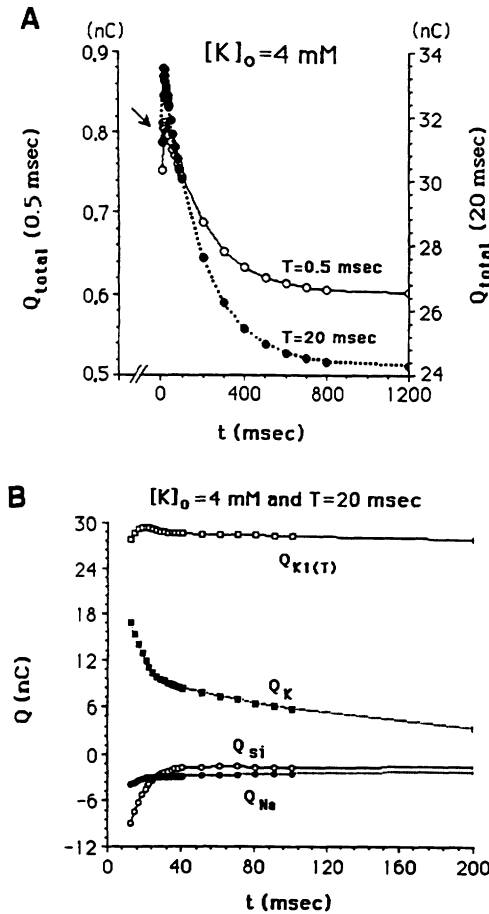 A
(nC)
(nC)
[K]o=4 mM
0,9
0,8
0,7
0,6
0,5
34
32
30
28
26
24
Qtotal (0.5 msec)
Qtotal (20 msec)
T=0.5 msec
T=20 msec
0
400
800
1200
t (msec)
B
[K]o=4 mM and T=20 msec
30
24
18
12
6
0
-6
-12
Q (nC)
QK1(T)
QK
Qsi
QNa
0
40
80
120
160
200
t (msec)